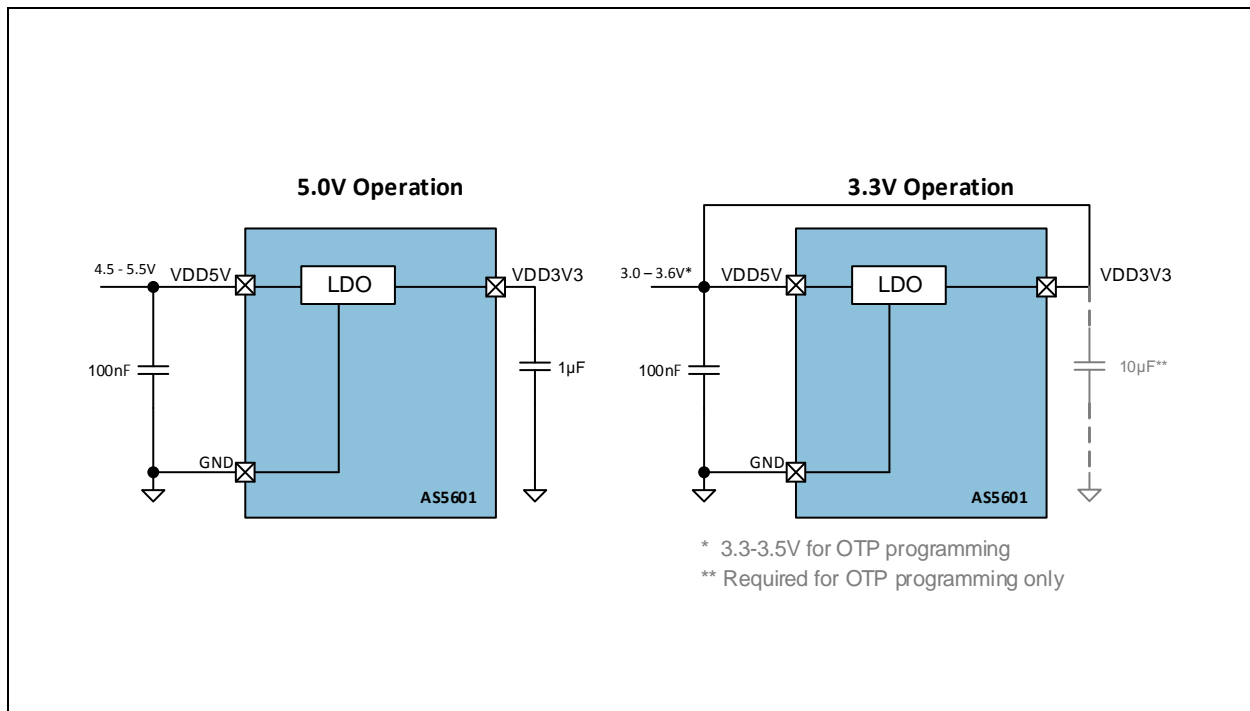 5.0V Operation
4.5 - 5.5V
VDD5V
LDO
VDD3V3
100nF
1µF
GND
AS5601
3.3V Operation
3.0 – 3.6V*
VDD5V
LDO
VDD3V3
100nF
10µF**
GND
AS5601
* 3.3-3.5V for OTP programming
** Required for OTP programming only